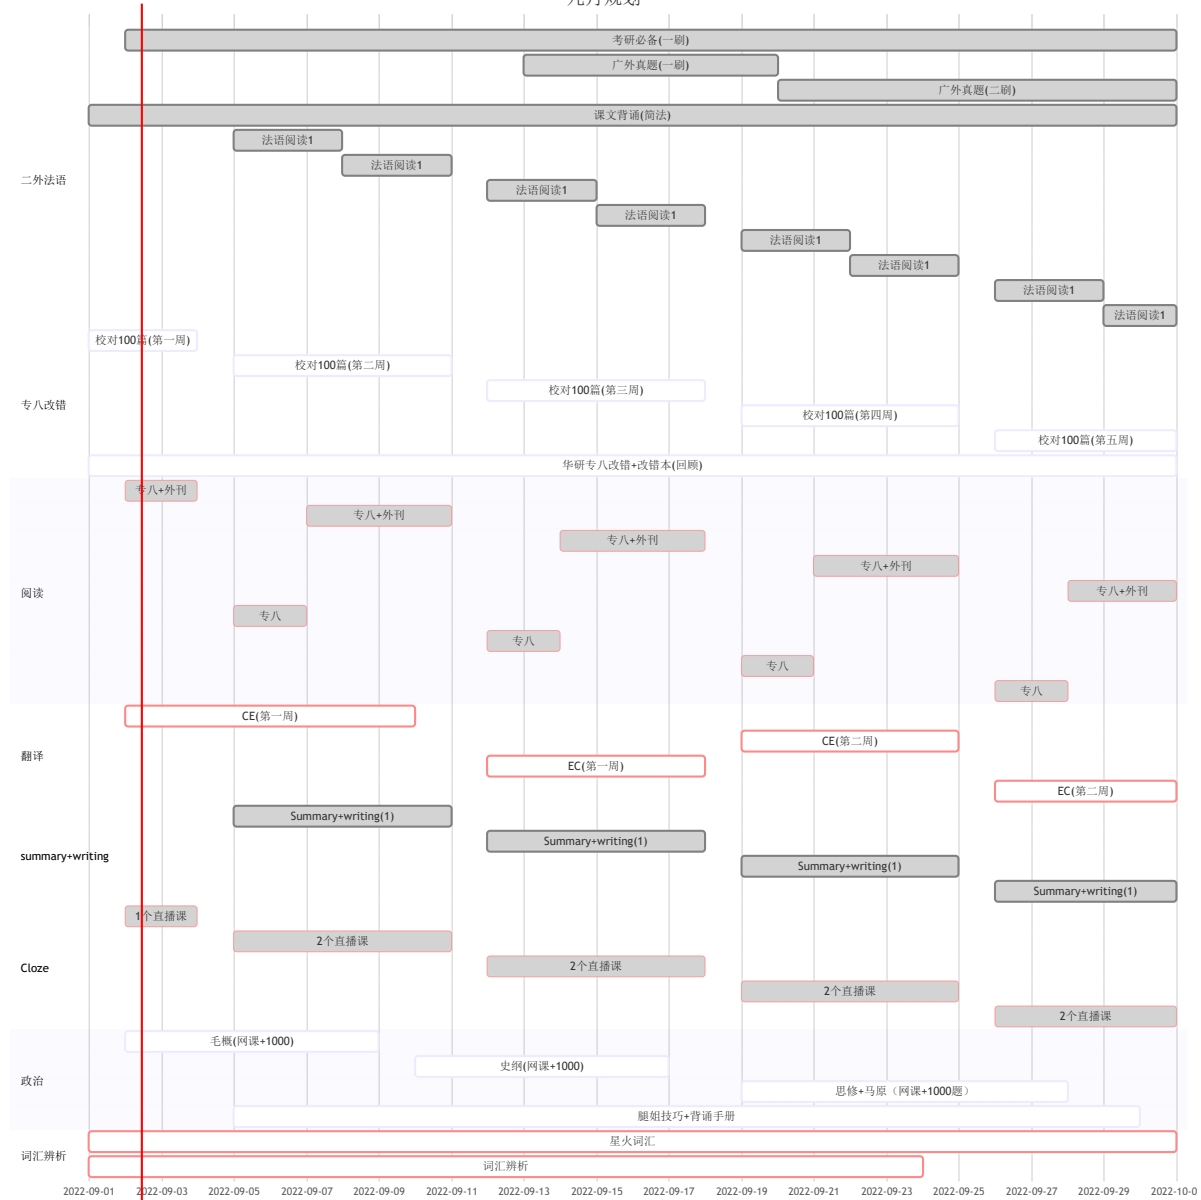 九月规划
考研必备(一刷)
广外真题(一刷)
广外真题(二刷)
课文背诵(简法)
法语阅读1
二外法语
法语阅读1
法语阅读1
法语阅读1
法语阅读1
法语阅读1
法语阅读1
法语阅读1
校对100篇(第一周)
校对100篇(第二周)
校对100篇(第三周)
专八改错
校对100篇(第四周)
校对100篇(第五周)
华研专八改错+改错本(回顾)
专八+外刊
专八+外刊
专八+外刊
专八+外刊
阅读
专八+外刊
专八
专八
专八
专八
CE(第一周)
翻译
CE(第二周)
EC(第一周)
EC(第二周)
Summary+writing(1)
Summary+writing(1)
summary+writing
Summary+writing(1)
Summary+writing(1)
1个直播课
2个直播课
Cloze
2个直播课
2个直播课
2个直播课
毛概(网课+1000)
史纲(网课+1000)
政治
思修+马原（网课+1000题）
腿姐技巧+背诵手册
星火词汇
词汇辨析
词汇辨析
2022-09-01 2022-09-03 2022-09-05 2022-09-07 2022-09-09 2022-09-11 2022-09-13 2022-09-15 2022-09-17 2022-09-19 2022-09-21 2022-09-23 2022-09-25 2022-09-27 2022-09-29